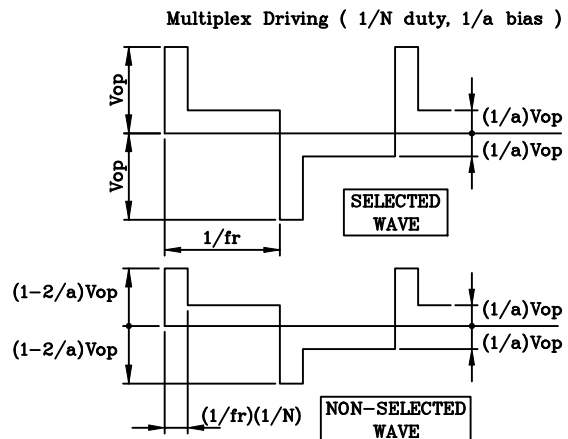 Multiplex Driving ( 1/N duty, 1/a bias )
Vop
(1/a)Vop
(1/a)Vop
Vop
SELECTED
WAVE
1/fr
(1-2/a)Vop
(1/a)Vop
(1-2/a)Vop
(1/a)Vop
(1/fr)(1/N)
NON-SELECTED
WAVE